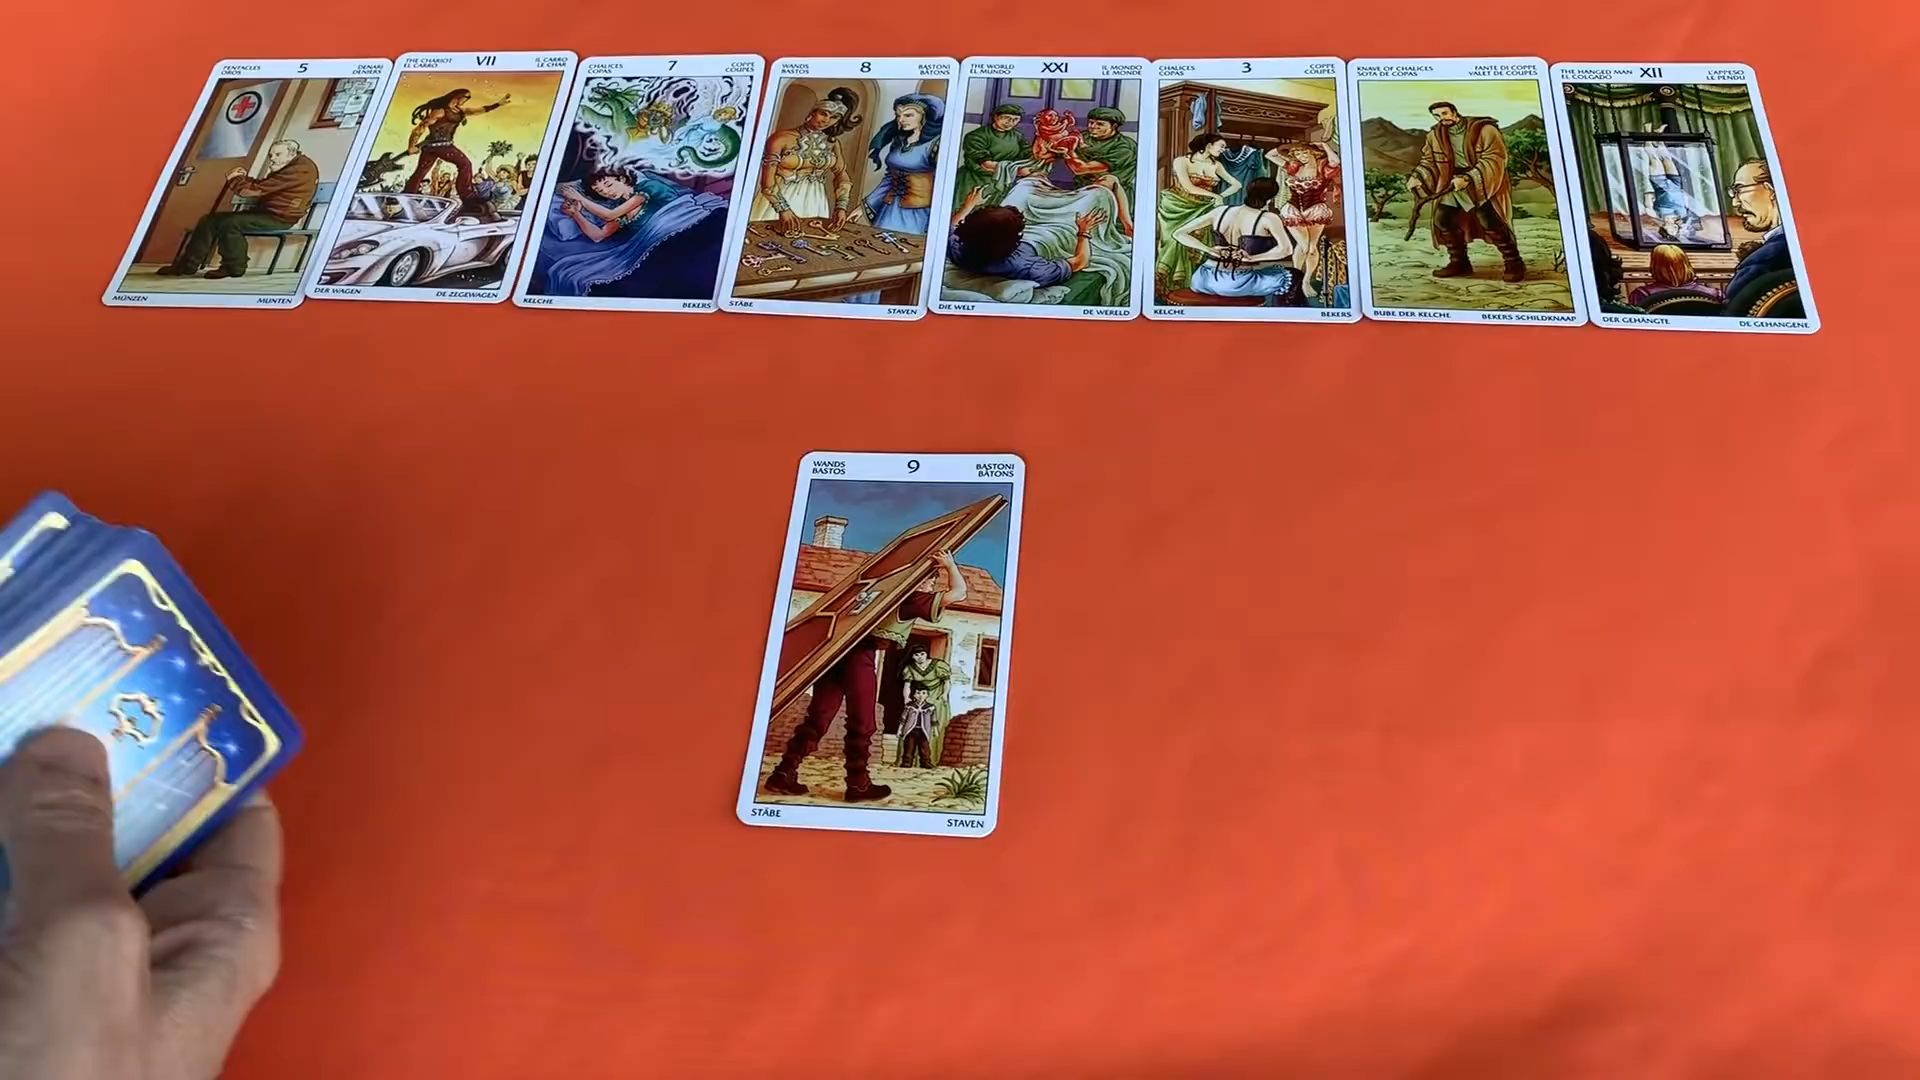 PENTACLES
OROS
5
DENARI
DENIERS
MÜNZEN
MUNTEN
THE CHARIOT
EL CARRO
VII
IL CARRO
LE CHAR
DER WAGEN
DE ZEGEWAGEN
CHALICES
COPAS
7
COPPE
COUPES
KELCHE
BEKERS
WANDS
BASTOS
8
BASTONI
BÂTONS
STÄBE
STAVEN
THE WORLD
EL MUNDO
XXI
IL MONDO
LE MONDE
DIE WELT
DE WERELD
CHALICES
COPAS
3
COPPE
COUPES
KELCHE
BEKERS
KNAVE OF CHALICES
SOTA DE COPAS
FANTE DI COPPE
VALET DE COUPES
BUBE DER KELCHE
BEKERS SCHILDKNAAP
THE HANGED MAN
EL COLGADO
XII
L'APPESO
LE PENDU
DER GEHÄNGTE
DE GEHANGENE
WANDS
BASTOS
9
BASTONI
BÂTONS
STÄBE
STAVEN